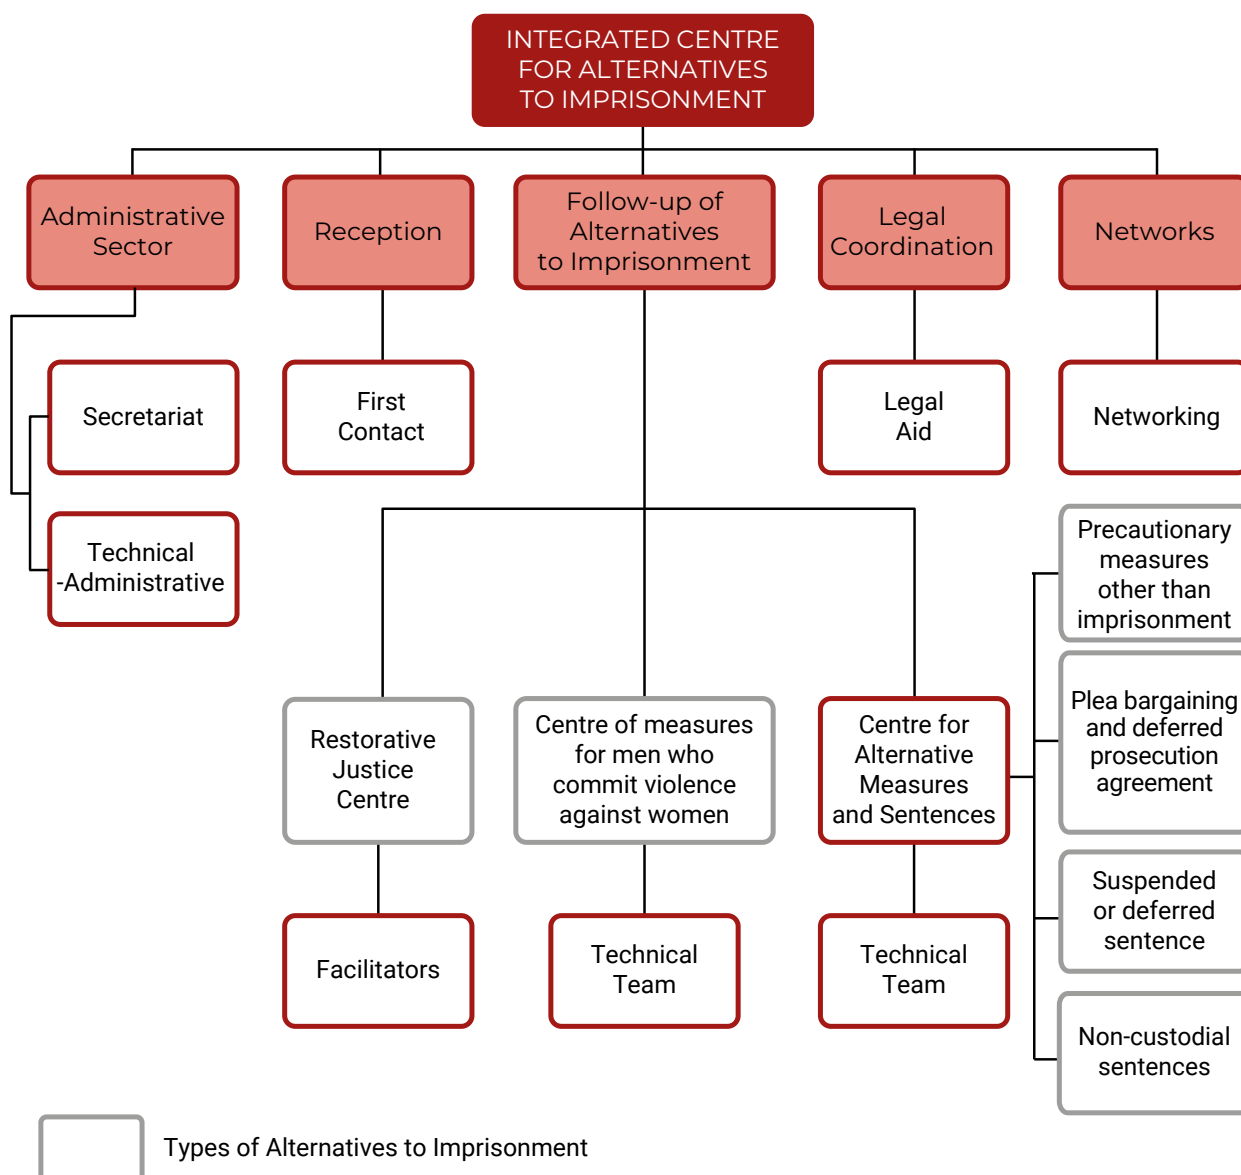 INTEGRATED CENTRE
FOR ALTERNATIVES
TO IMPRISONMENT
Administrative
Sector
Reception
Follow-up of
Alternatives
to Imprisonment
Legal
Coordination
Networks
Secretariat
First
Contact
Legal
Aid
Networking
Technical
-Administrative
Precautionary
measures
other than
imprisonment
Plea bargaining
and deferred
prosecution
agreement
Restorative
Justice
Centre
Centre of measures
for men who
commit violence
against women
Centre for
Alternative
Measures
and Sentences
Suspended
or deferred
sentence
Facilitators
Technical
Team
Technical
Team
Non-custodial
sentences
Types of Alternatives to Imprisonment